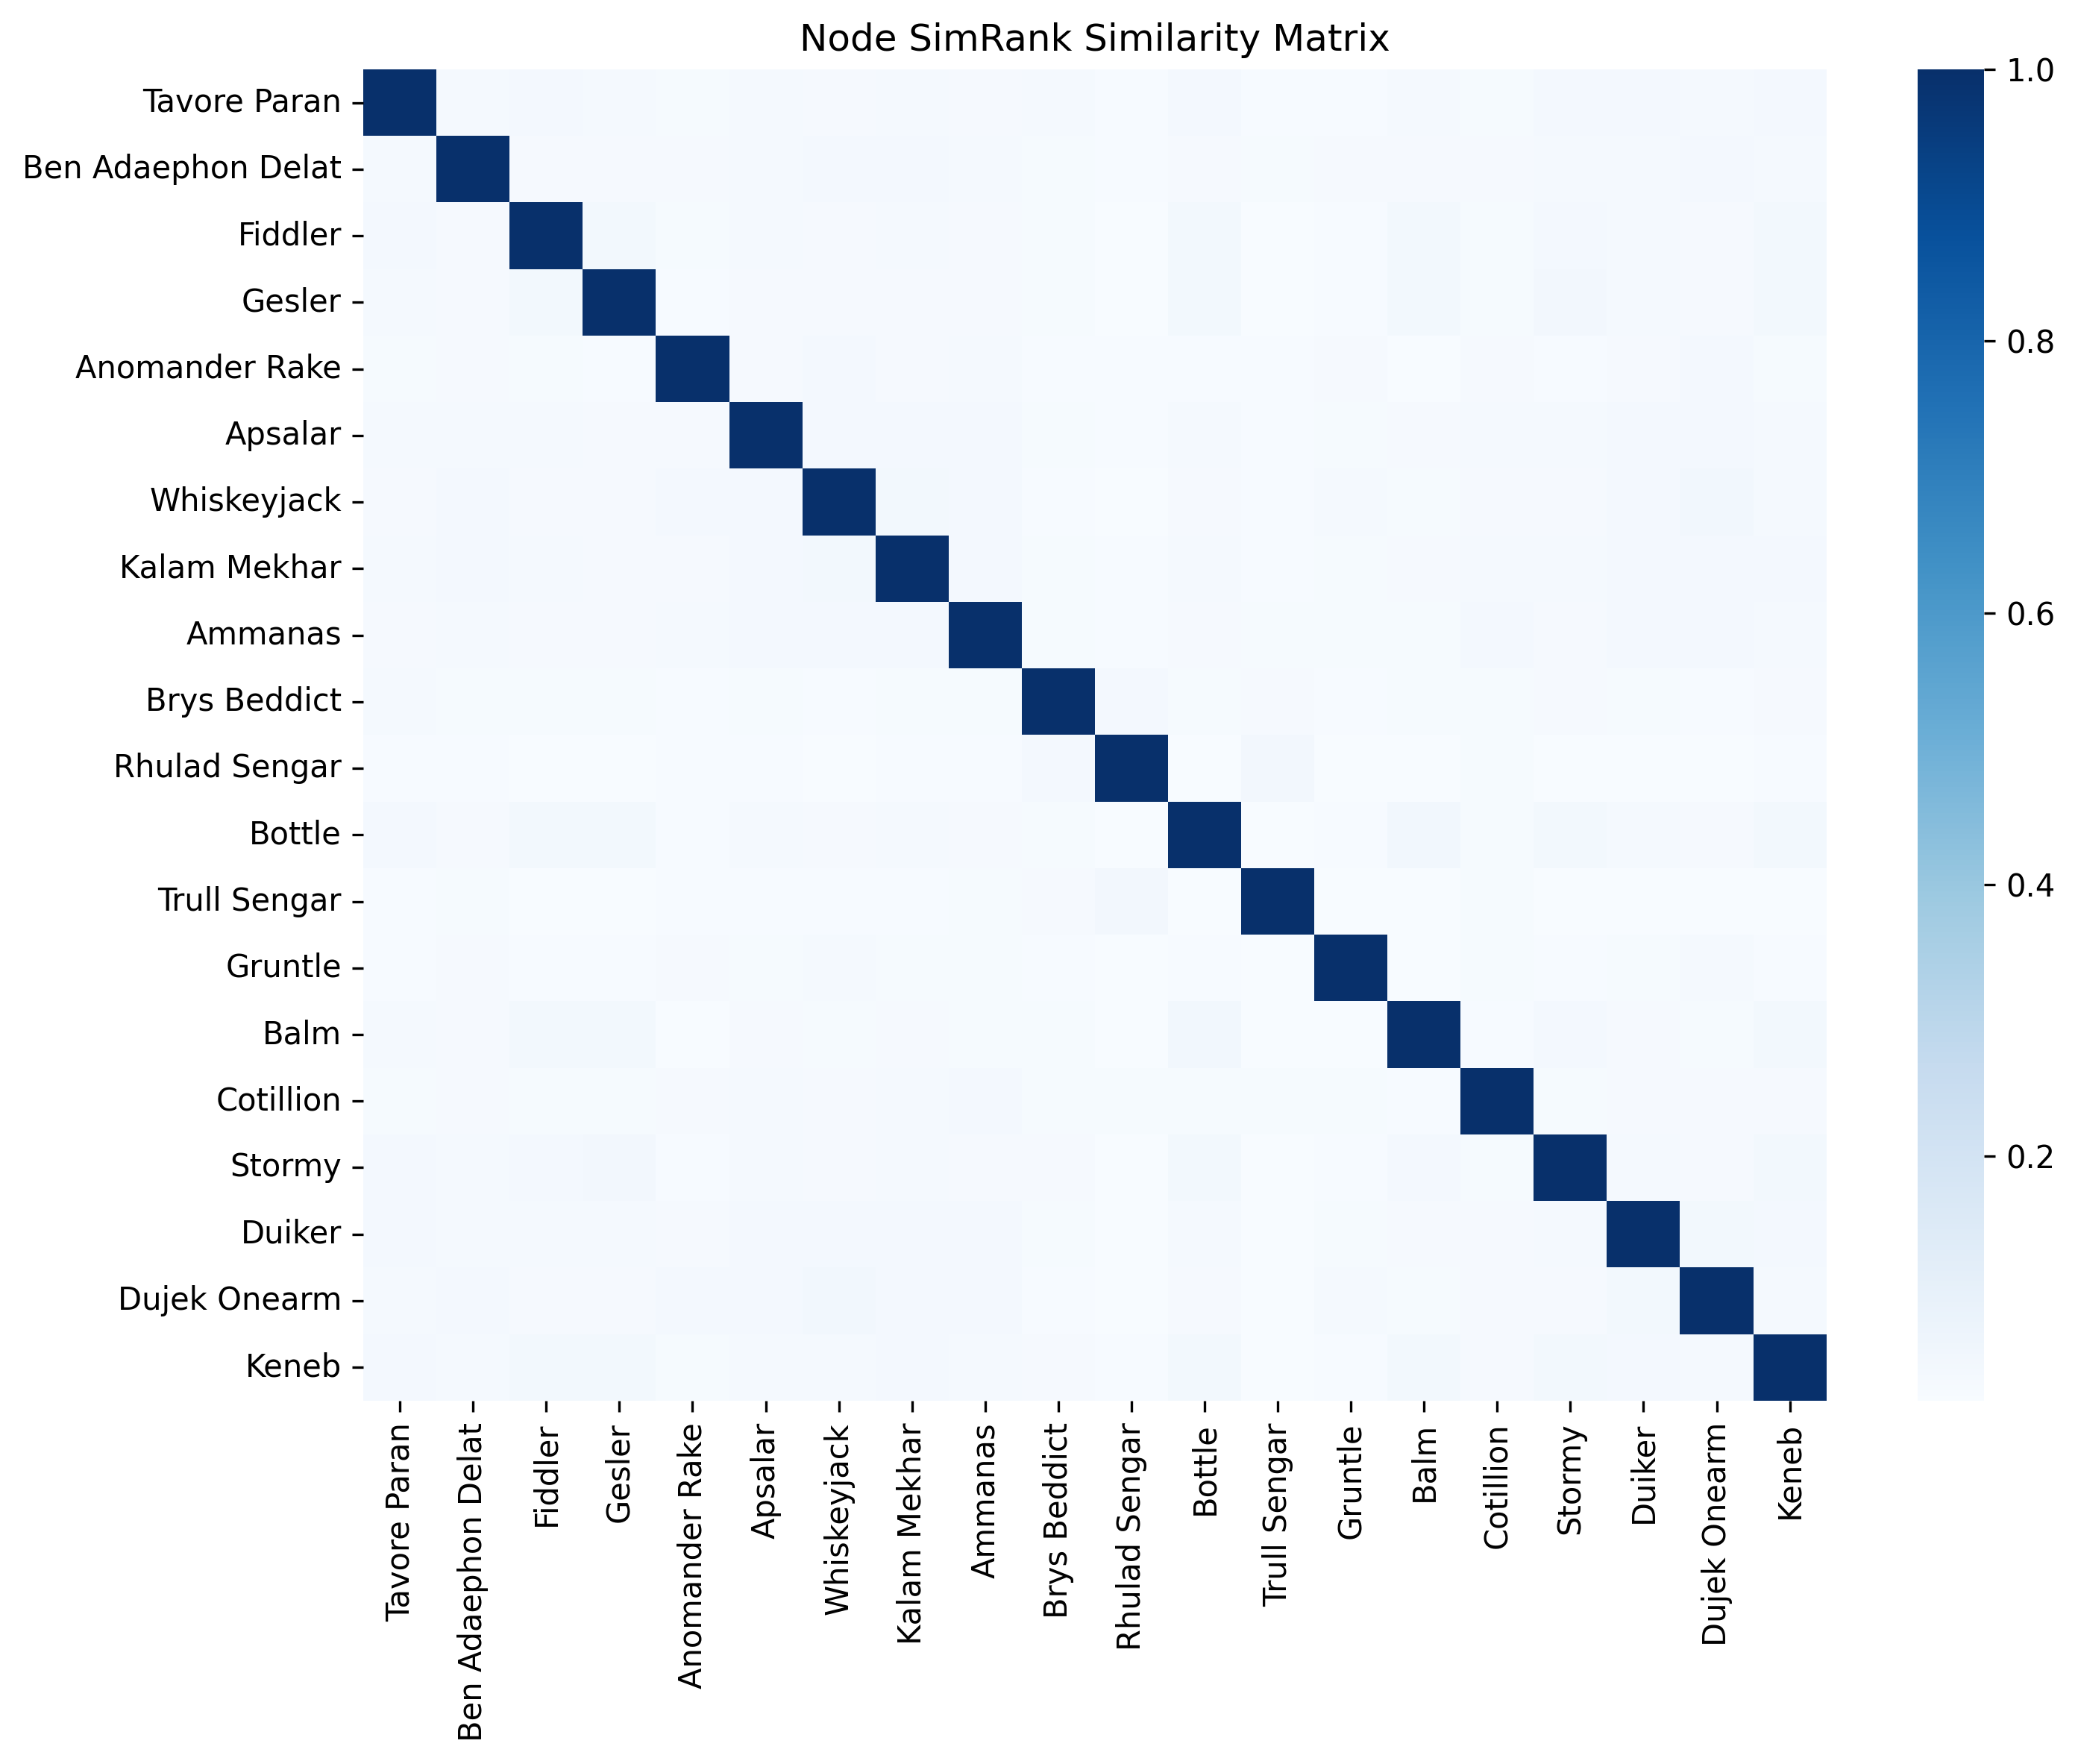 Node SimRank Similarity Matrix
Tavore Paran
Ben Adaephon Delat
Fiddler
Gesler
Anomander Rake
Apsalar
Whiskeyjack
Kalam Mekhar
Ammanas
Brys Beddict
Rhulad Sengar
Bottle
Trull Sengar
Gruntle
Balm
Cotillion
Stormy
Duiker
Dujek Onearm
Keneb
Tavore Paran
Ben Adaephon Delat
Fiddler
Gesler
Anomander Rake
Apsalar
Whiskeyjack
Kalam Mekhar
Ammanas
Brys Beddict
Rhulad Sengar
Bottle
Trull Sengar
Gruntle
Balm
Cotillion
Stormy
Duiker
Dujek Onearm
Keneb
1.0
0.8
0.6
0.4
0.2